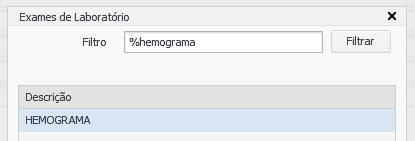 Exames de Laboratório
Filtro %hemograma Filtrar
Descrição
HEMOGRAMA